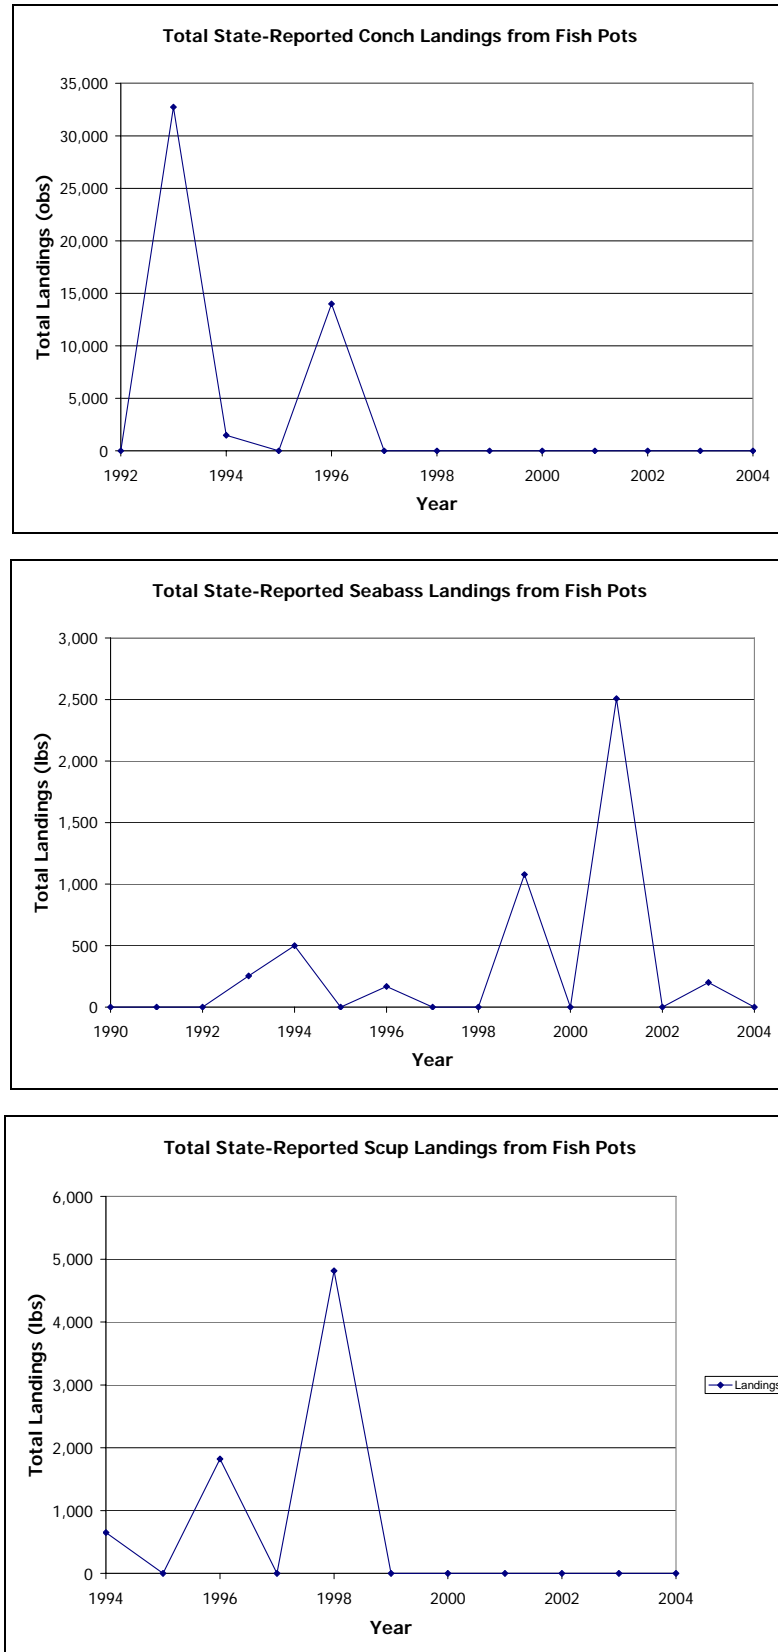 Total State-Reported Conch Landings from Fish Pots
35,000
30,000
25,000
20,000
15,000
10,000
5,000
0
Total Landings (obs)
1992 1994 1996 1998 2000 2002 2004
Year
Total State-Reported Seabass Landings from Fish Pots
3,000
2,500
2,000
1,500
1,000
500
0
Total Landings (lbs)
1990 1992 1994 1996 1998 2000 2002 2004
Year
Total State-Reported Scup Landings from Fish Pots
6,000
5,000
4,000
3,000
2,000
1,000
0
Total Landings (lbs)
Landings
1994 1996 1998 2000 2002 2004
Year